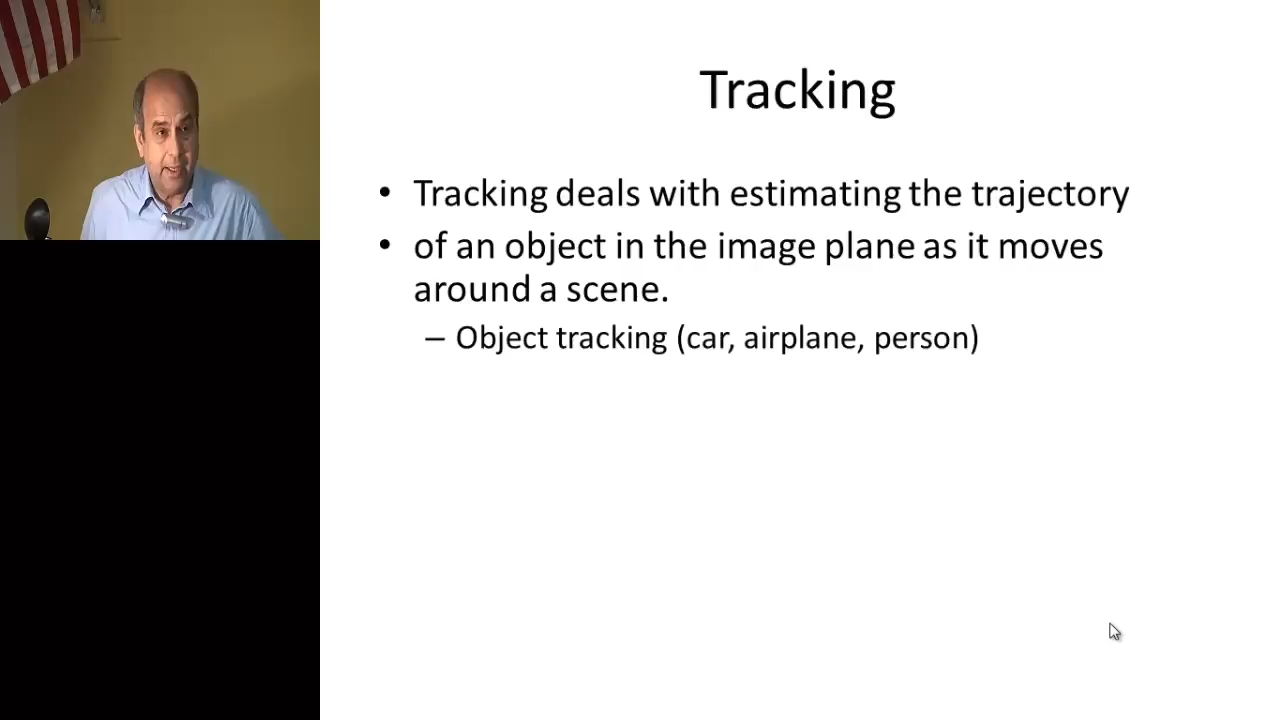 Tracking
• Tracking deals with estimating the trajectory
• of an object in the image plane as it moves
around a scene.
– Object tracking (car, airplane, person)